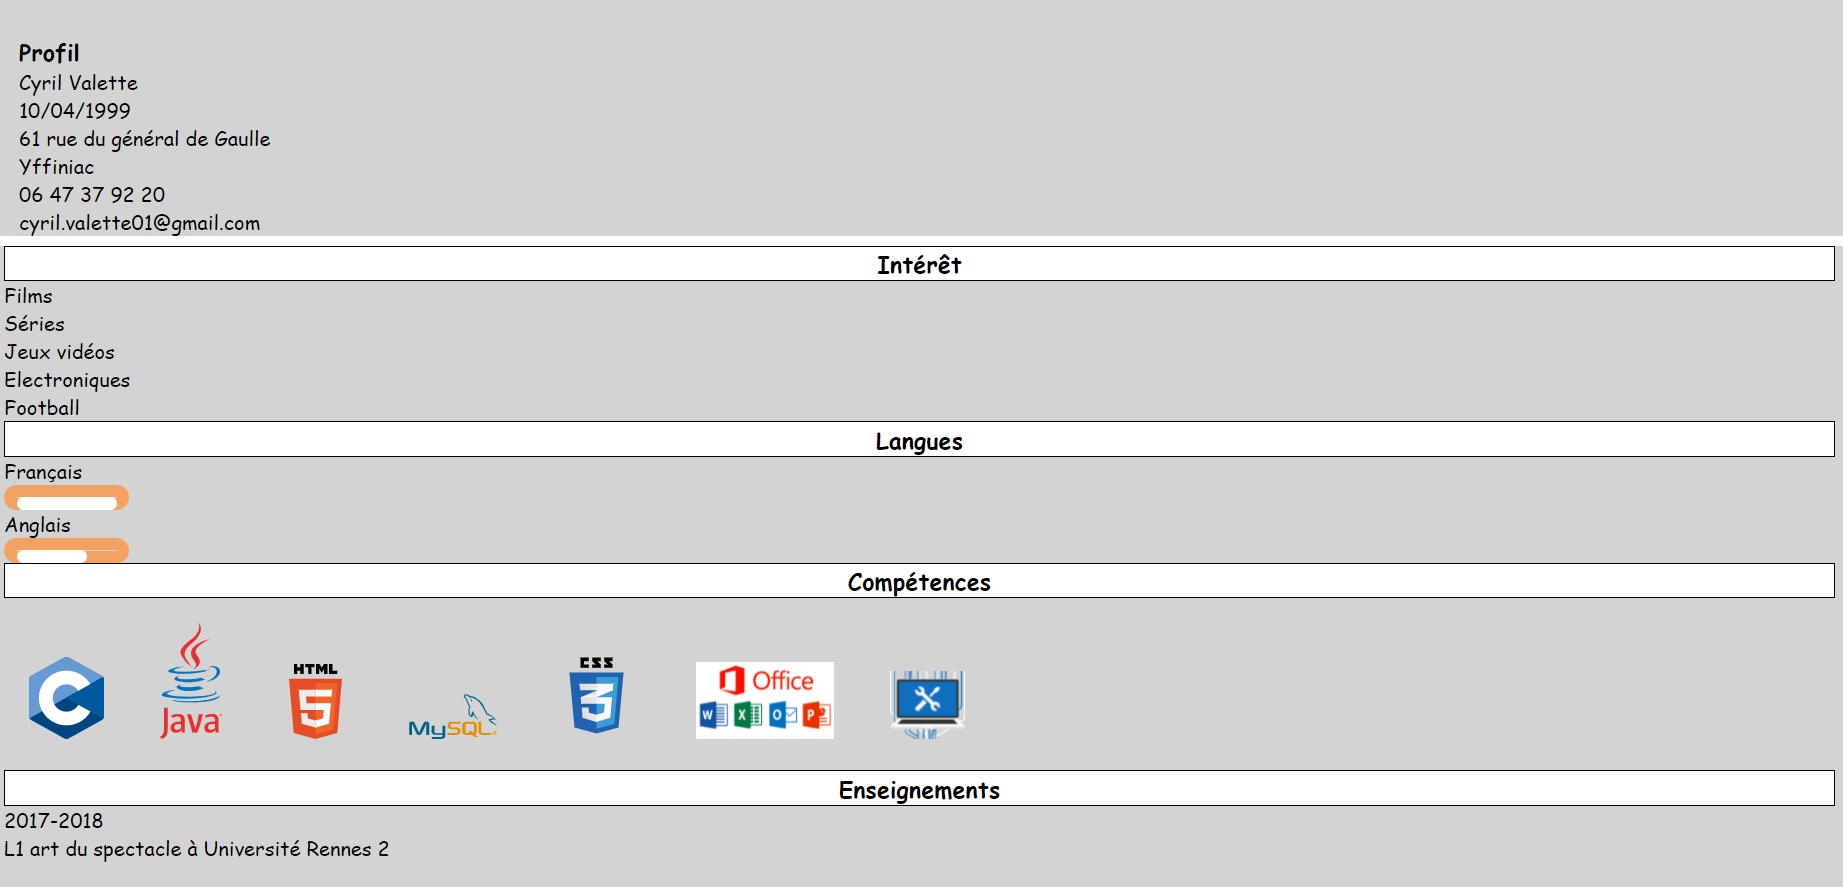 Profil
Cyril Valette
10/04/1999
61 rue du général de Gaulle
Yffiniac
06 47 37 92 20
cyril.valette01@gmail.com
Intérêt
Films
Séries
Jeux vidéos
Electroniques
Football
Langues
Français
Anglais
Compétences
C
Java
HTML
5
MySQL
CSS
3
Office
W X O P
Enseignements
2017-2018
L1 art du spectacle à Université Rennes 2